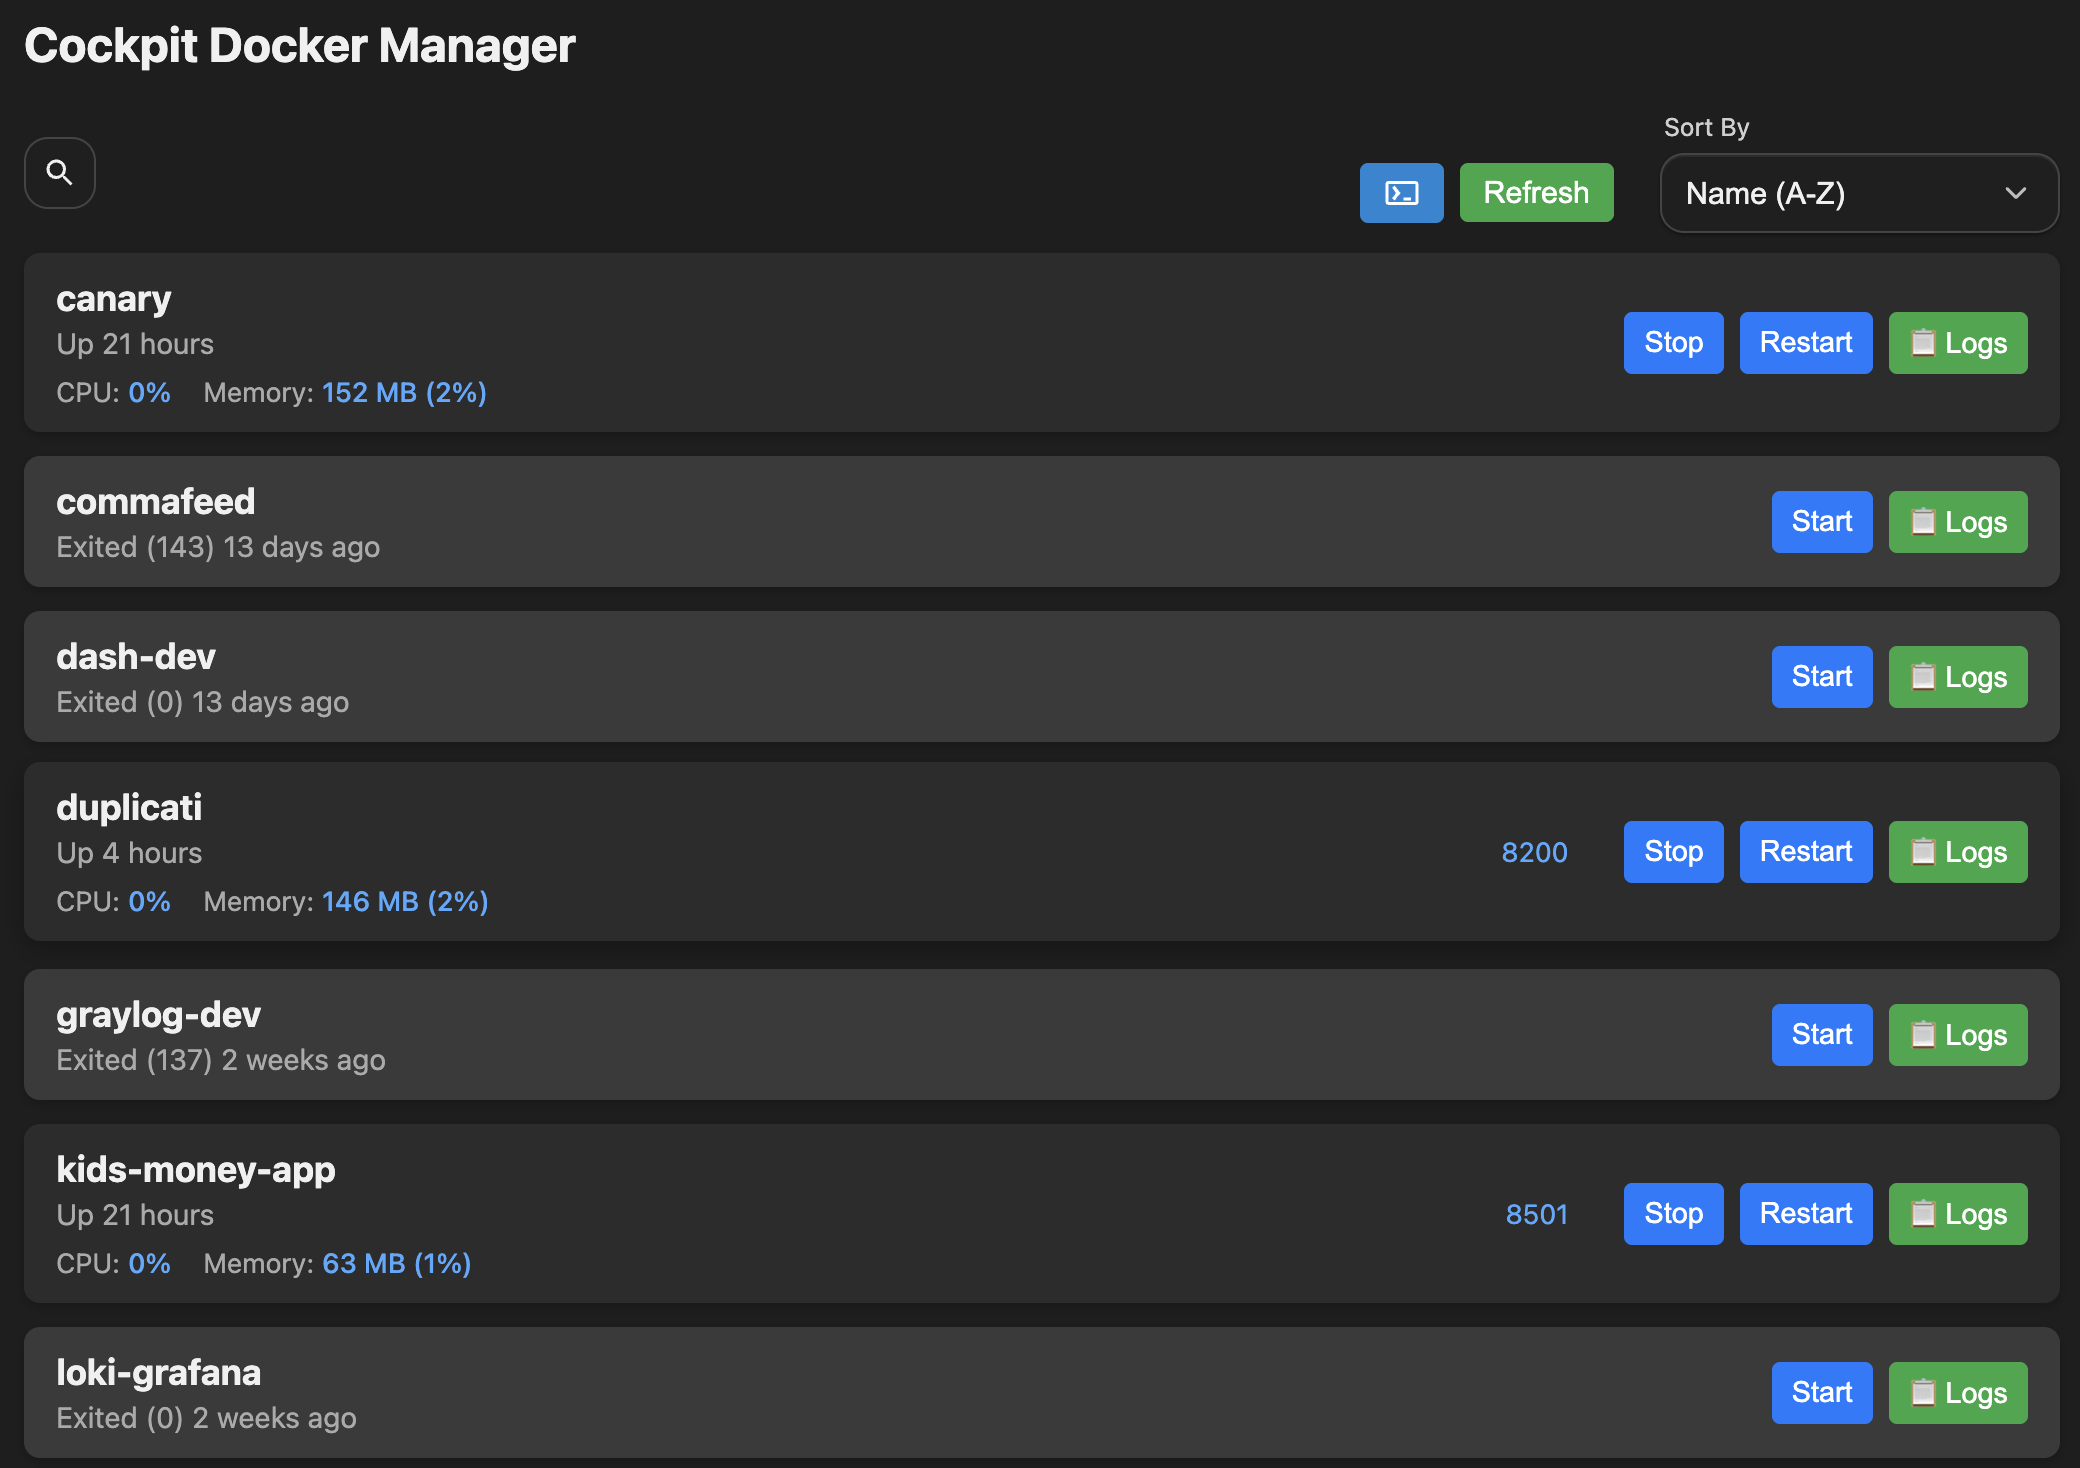 Cockpit Docker Manager
Sort By
Refresh
Name (A-Z)
canary
Up 21 hours
CPU: 0% Memory: 152 MB (2%)
Stop Restart Logs
commafeed
Exited (143) 13 days ago
Start Logs
dash-dev
Exited (0) 13 days ago
Start Logs
duplicati
Up 4 hours
CPU: 0% Memory: 146 MB (2%)
8200 Stop Restart Logs
graylog-dev
Exited (137) 2 weeks ago
Start Logs
kids-money-app
Up 21 hours
CPU: 0% Memory: 63 MB (1%)
8501 Stop Restart Logs
loki-grafana
Exited (0) 2 weeks ago
Start Logs